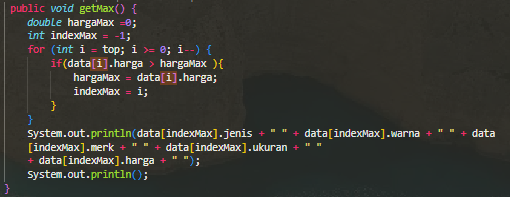 public void getMax() {
double hargaMax =0;
int indexMax = -1;
for (int i = top; i >= 0; i--) {
if(data[i].harga > hargaMax ){
hargaMax = data[i].harga;
indexMax = i;
}
}
System.out.println(data[indexMax].jenis + " " + data[indexMax].warna + " " + data
[indexMax].merk + " " + data[indexMax].ukuran + " "
+ data[indexMax].harga + " ");
System.out.println();
}